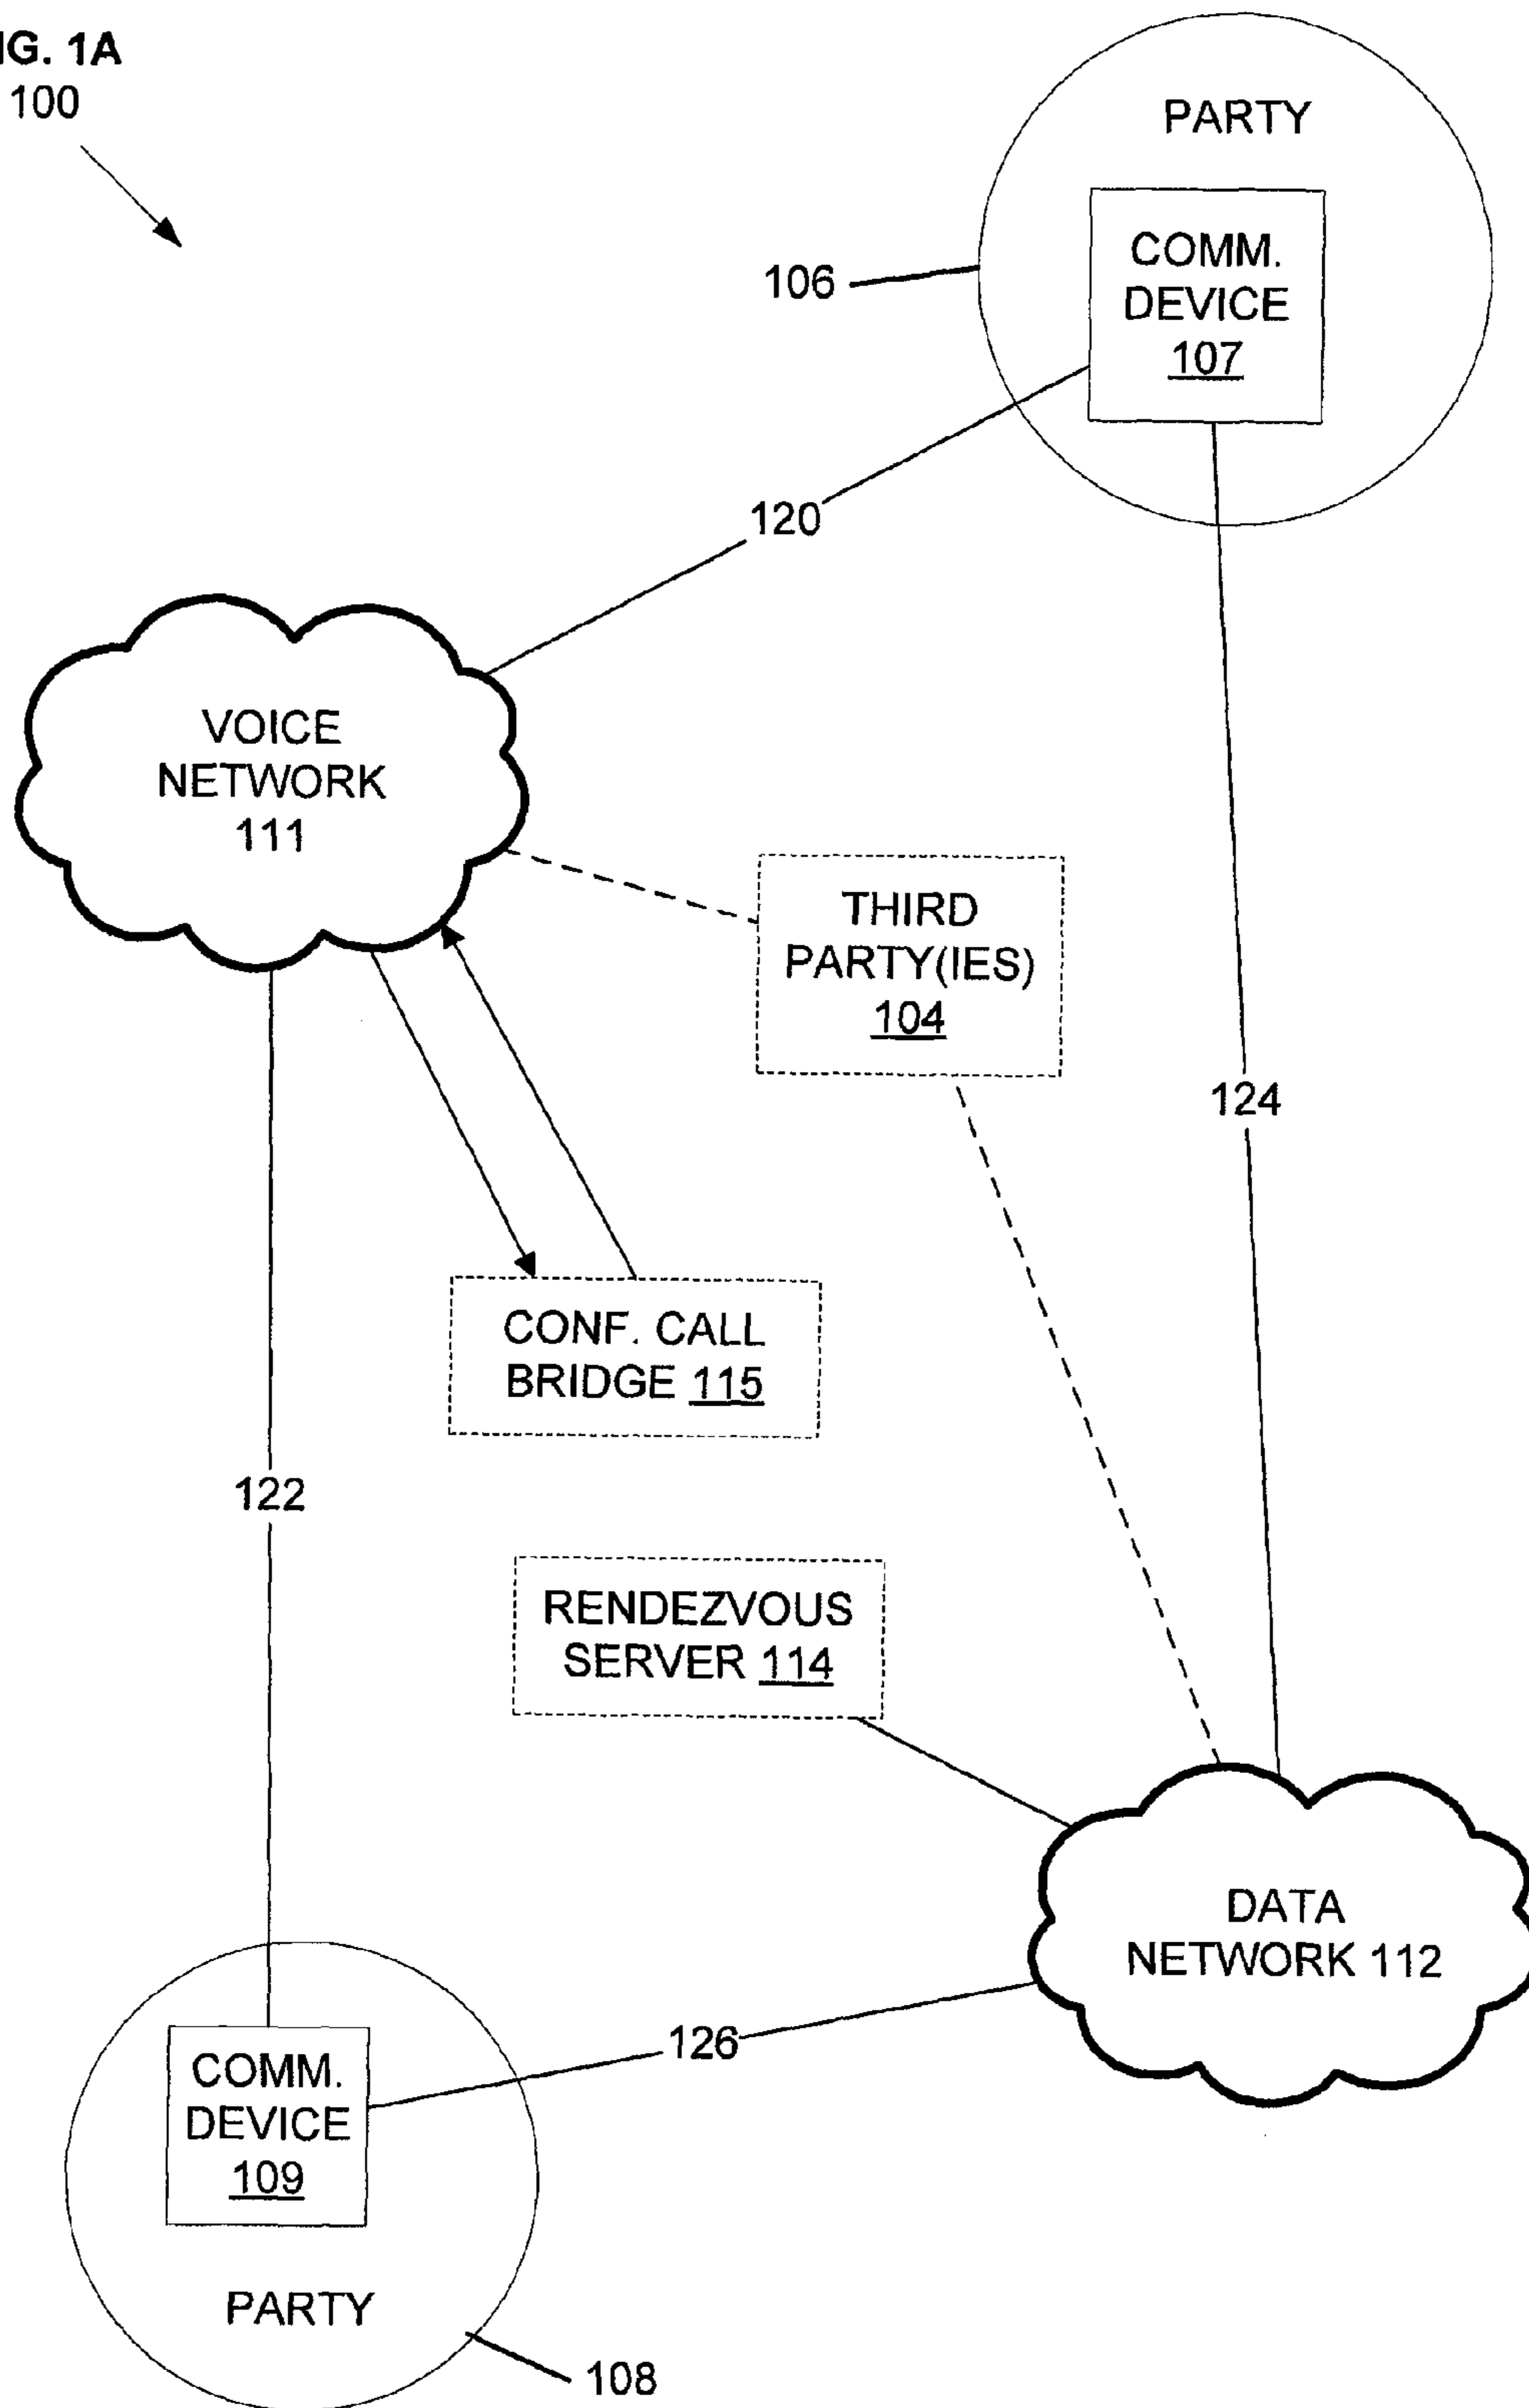 IG. 1A
100
PARTY
COMM.
DEVICE
107
106
120
VOICE
NETWORK
111
THIRD
PARTY(IES)
104
124
CONF. CALL
BRIDGE 115
122
RENDEZVOUS
SERVER 114
DATA
NETWORK 112
126
COMM.
DEVICE
109
PARTY
108